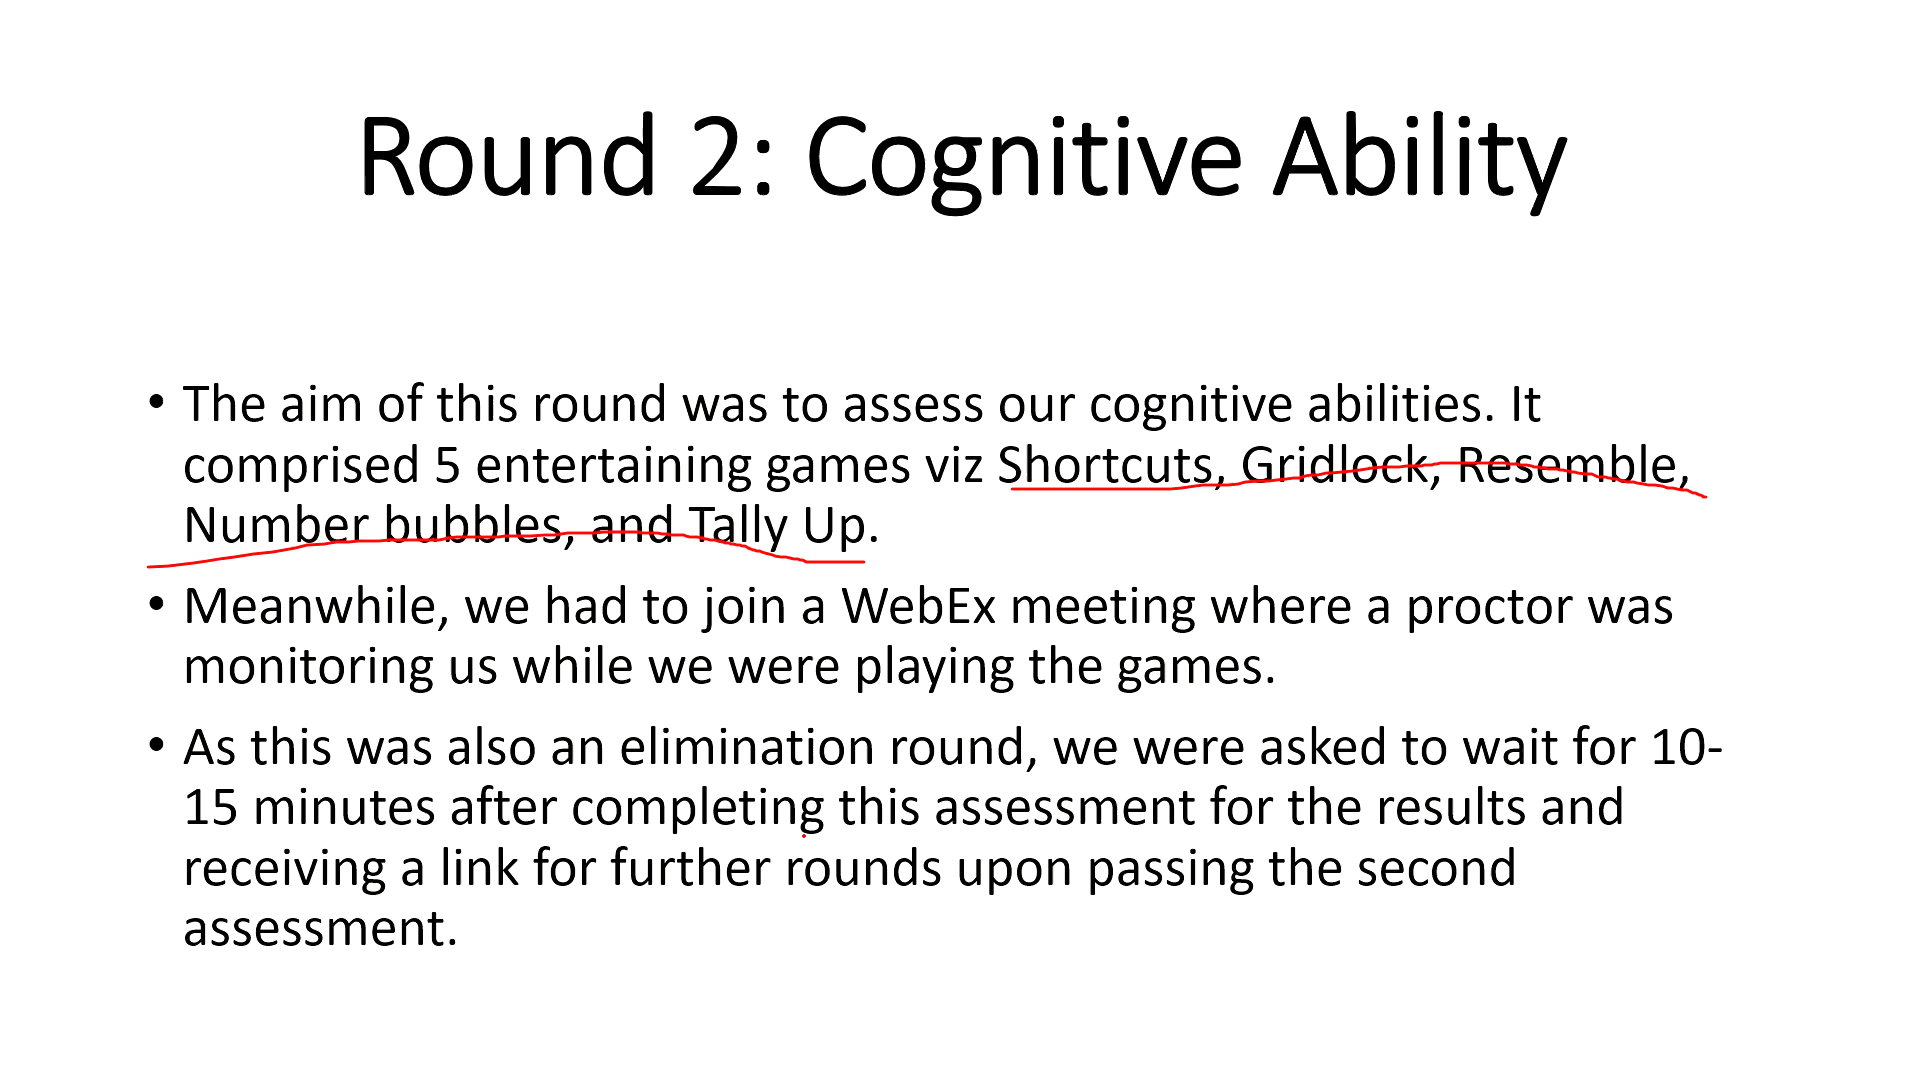 Round 2: Cognitive Ability
• The aim of this round was to assess our cognitive abilities. It
comprised 5 entertaining games viz Shortcuts, Gridlock, Resemble,
Number bubbles, and Tally Up.
• Meanwhile, we had to join a WebEx meeting where a proctor was
monitoring us while we were playing the games.
• As this was also an elimination round, we were asked to wait for 10-
15 minutes after completing this assessment for the results and
receiving a link for further rounds upon passing the second
assessment.